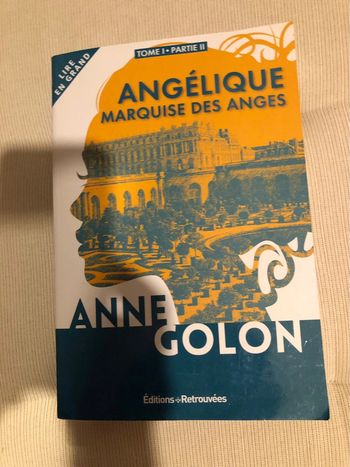 LIRE
EN GRAND
TOME I • PARTIE II
ANGÉLIQUE
MARQUISE DES ANGES
ANNE
GOLON
Éditions Retrouvées